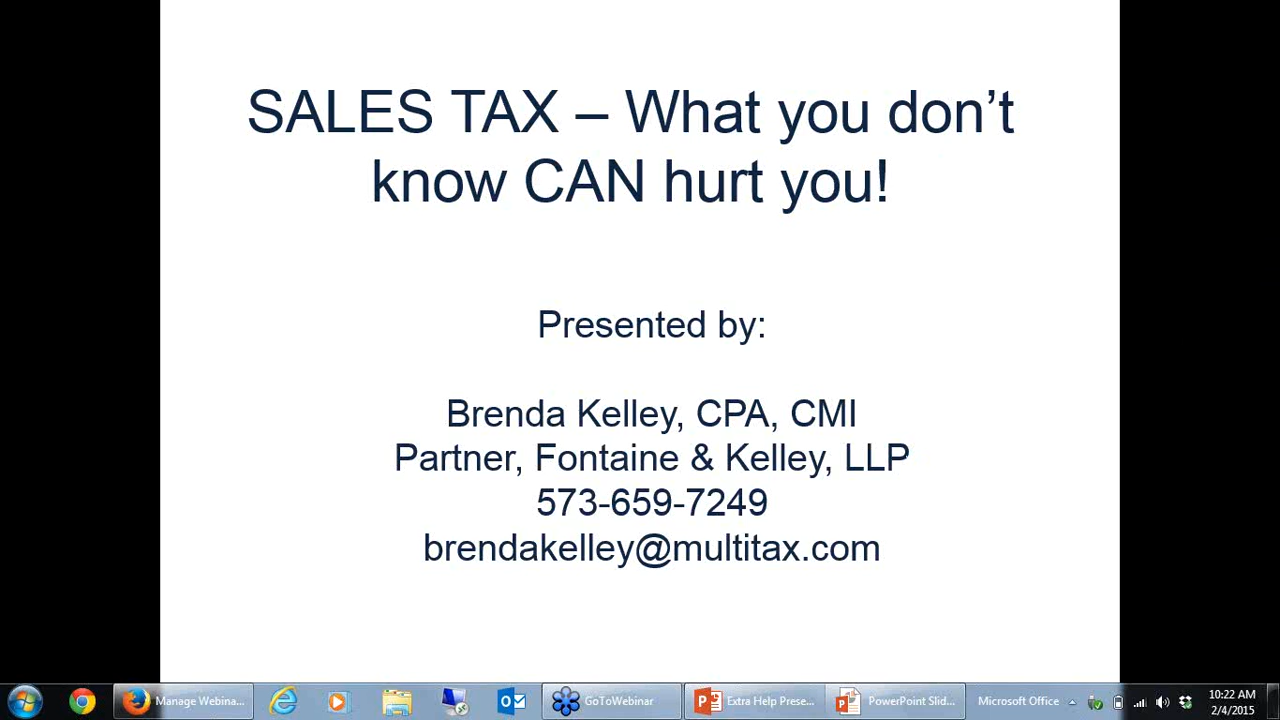 SALES TAX – What you don’t
know CAN hurt you!
Presented by:
Brenda Kelley, CPA, CMI
Partner, Fontaine & Kelley, LLP
573-659-7249
brendakelley@multitax.com
Manage Webina...
GoToWebinar
Extra Help Prese...
PowerPoint Slid...
Microsoft Office
10:22 AM
2/4/2015